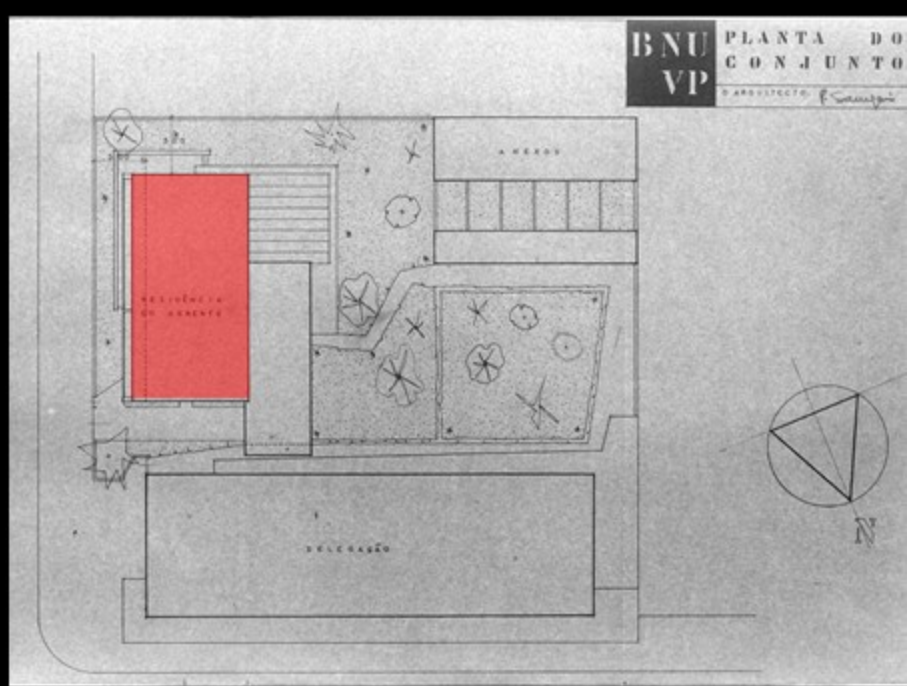 BNU
VP
PLANTA DO
CONJUNTO
O ARQUITECTO
ANEXOS
RESIDÊNCIA
DO GERENTE
DELEGAÇÃO
N